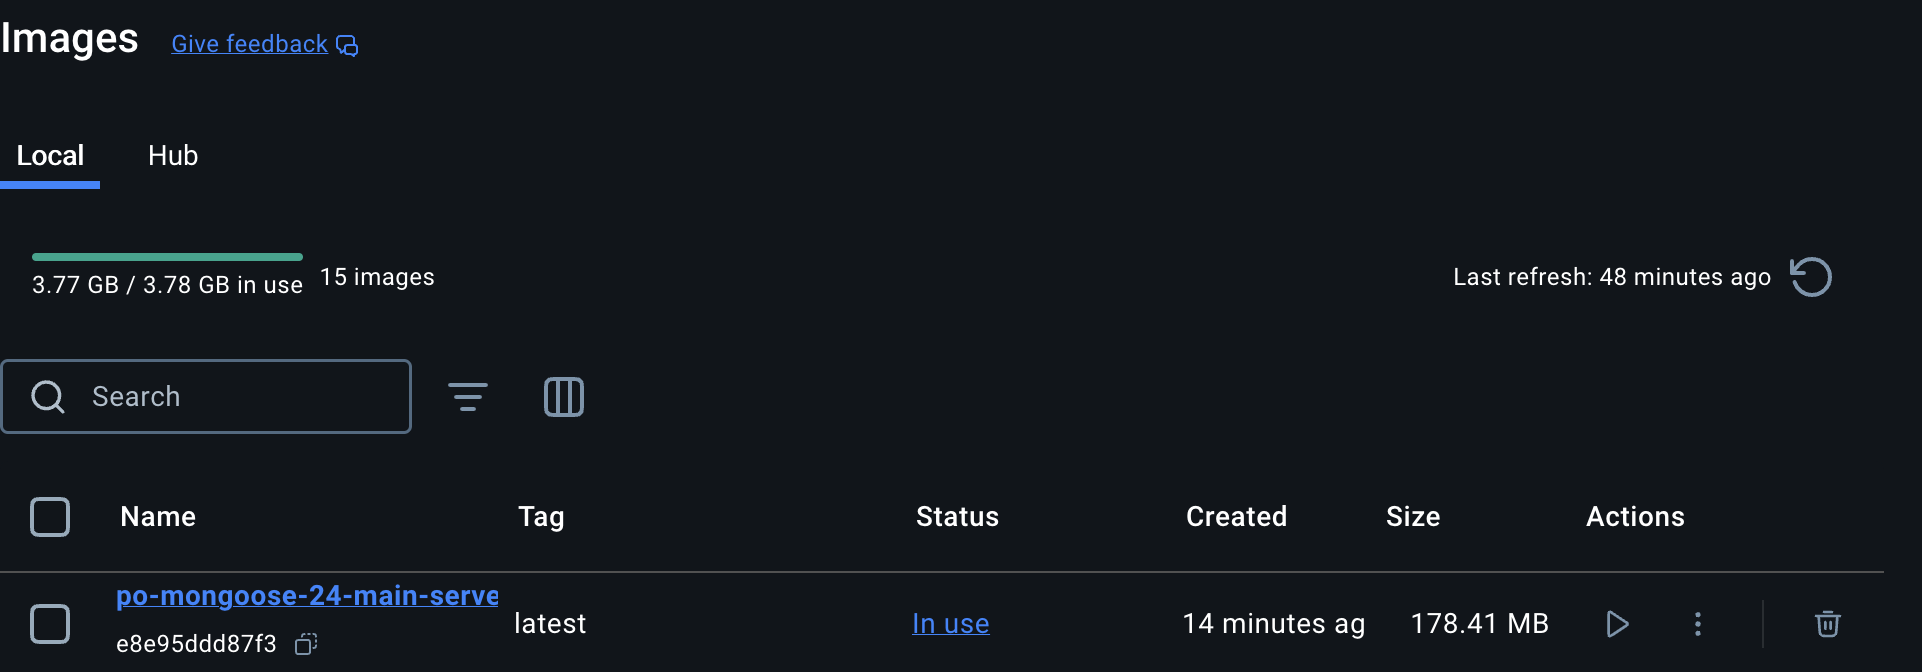 Images Give feedback
Local Hub
3.77 GB / 3.78 GB in use 15 images Last refresh: 48 minutes ago
Search
Name Tag Status Created Size Actions
po-mongoose-24-main-serve
latest In use 14 minutes ag 178.41 MB
e8e95ddd87f3